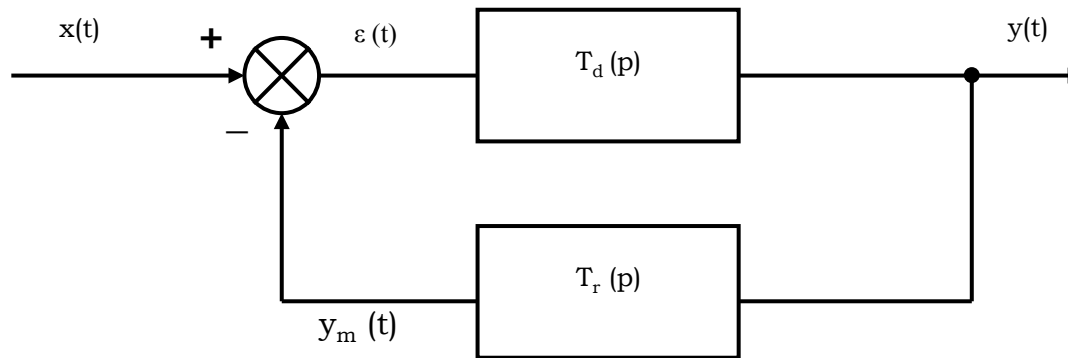 x(t)
+
ε (t)
T_d (p)
y(t)
−
T_r (p)
y_m (t)